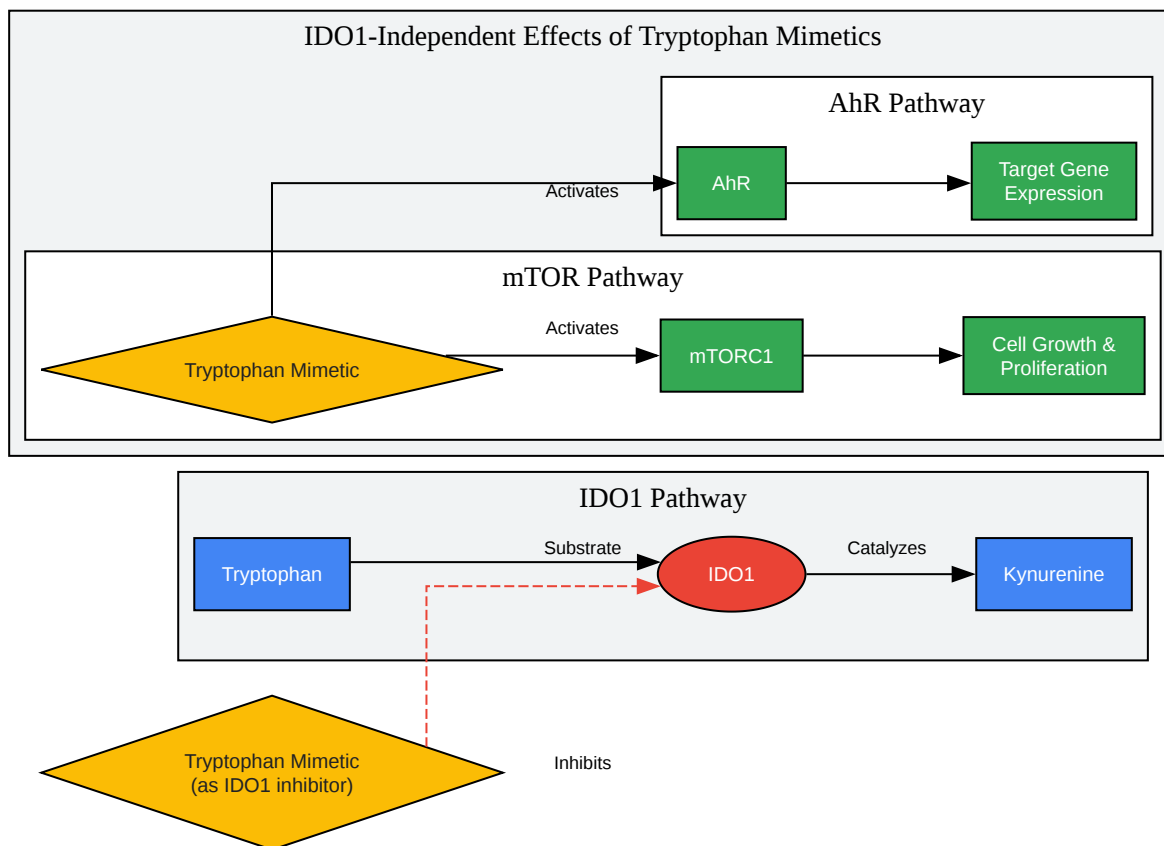 IDO1-Independent Effects of Tryptophan Mimetics
AhR Pathway
Activates
AhR
Target Gene
Expression
mTOR Pathway
Tryptophan Mimetic
Activates
mTORC1
Cell Growth &
Proliferation
IDO1 Pathway
Tryptophan
Substrate
IDO1
Catalyzes
Kynurenine
Tryptophan Mimetic
(as IDO1 inhibitor)
Inhibits